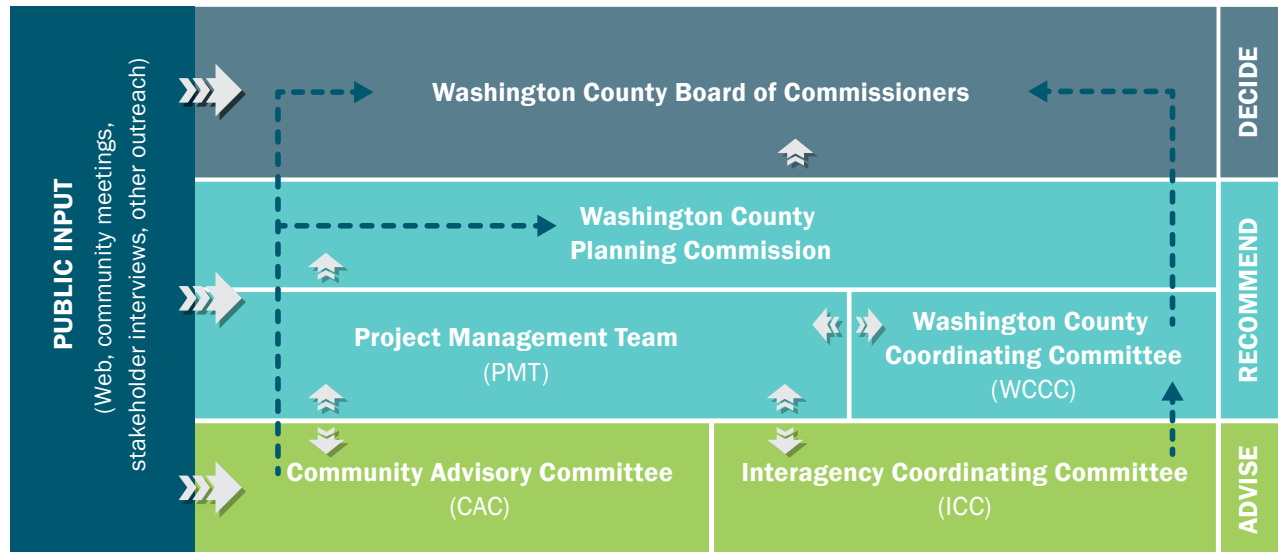 PUBLIC INPUT
(Web, community meetings,
stakeholder interviews, other outreach)
Washington County Board of Commissioners
DECIDE
Washington County
Planning Commission
RECOMMEND
Project Management Team
(PMT)
Washington County
Coordinating Committee
(WCCC)
Community Advisory Committee
(CAC)
Interagency Coordinating Committee
(ICC)
ADVISE